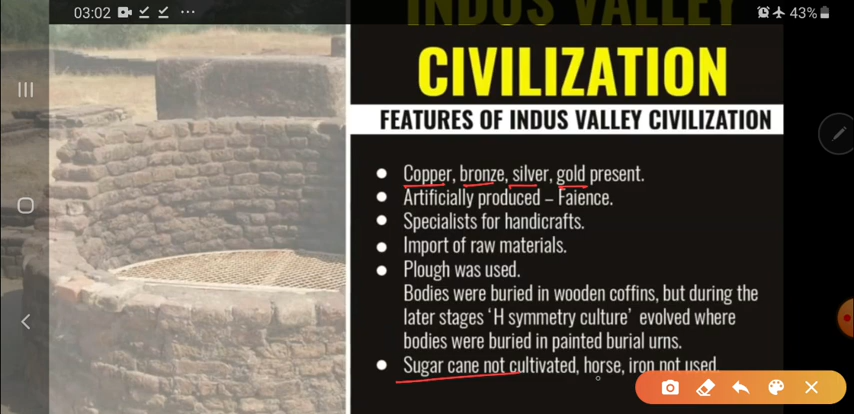 03:02
43%
INDUS VALLEY
CIVILIZATION
FEATURES OF INDUS VALLEY CIVILIZATION
• Copper, bronze, silver, gold present.
• Artificially produced – Faience.
• Specialists for handicrafts.
• Import of raw materials.
• Plough was used.
Bodies were buried in wooden coffins, but during the
later stages ‘H symmetry culture’ evolved where
bodies were buried in painted burial urns.
• Sugar cane not cultivated, horse, iron not used.